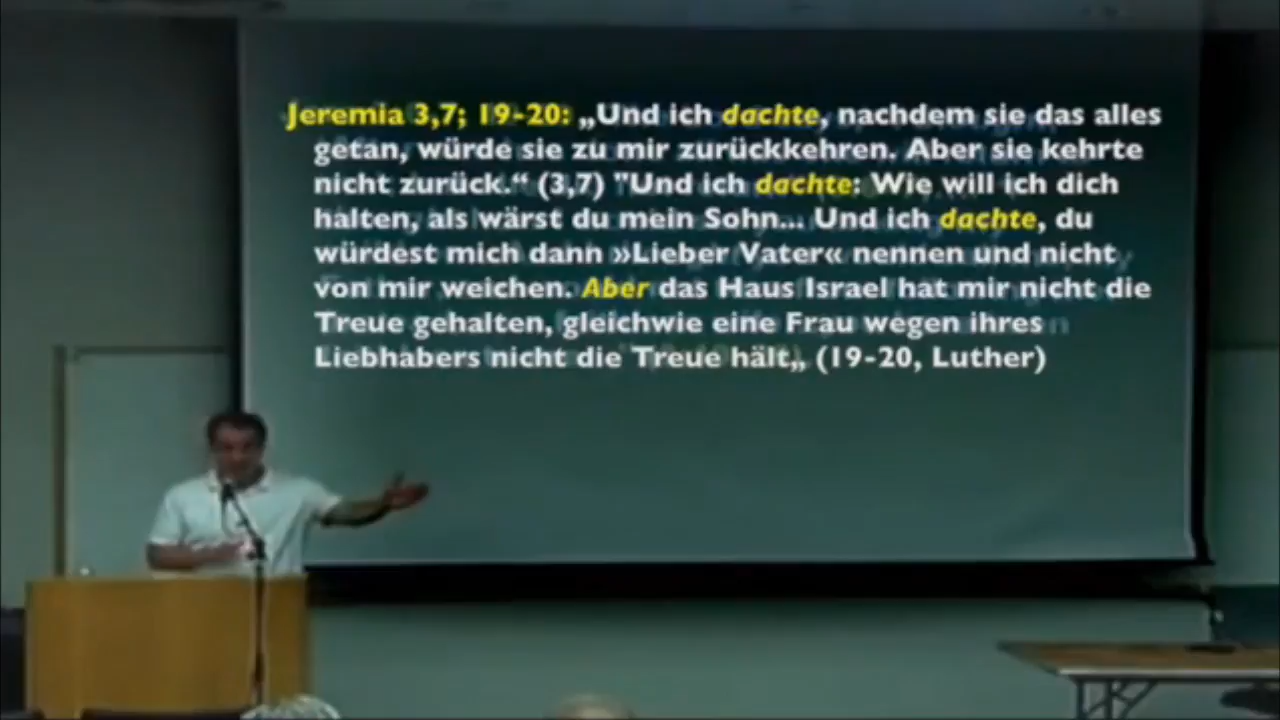 Jeremia 3,7; 19-20: „Und ich dachte, nachdem sie das alles
getan, würde sie zu mir zurückkehren. Aber sie kehrte
nicht zurück.“ (3,7) "Und ich dachte: Wie will ich dich
halten, als wärst du mein Sohn... Und ich dachte, du
würdest mich dann »Lieber Vater« nennen und nicht
von mir weichen. Aber das Haus Israel hat mir nicht die
Treue gehalten, gleichwie eine Frau wegen ihres
Liebhabers nicht die Treue hält„ (19-20, Luther)